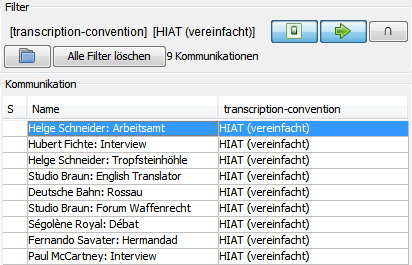 Filter
[transcription-convention] [HIAT (vereinfacht)]
∩
Alle Filter löschen 9 Kommunikationen
Kommunikation
S Name transcription-convention
Helge Schneider: Arbeitsamt HIAT (vereinfacht)
Hubert Fichte: Interview HIAT (vereinfacht)
Helge Schneider: Tropfsteinhöhle HIAT (vereinfacht)
Studio Braun: English Translator HIAT (vereinfacht)
Deutsche Bahn: Rossau HIAT (vereinfacht)
Studio Braun: Forum Waffenrecht HIAT (vereinfacht)
Ségolène Royal: Débat HIAT (vereinfacht)
Fernando Savater: Hermandad HIAT (vereinfacht)
Paul McCartney: Interview HIAT (vereinfacht)